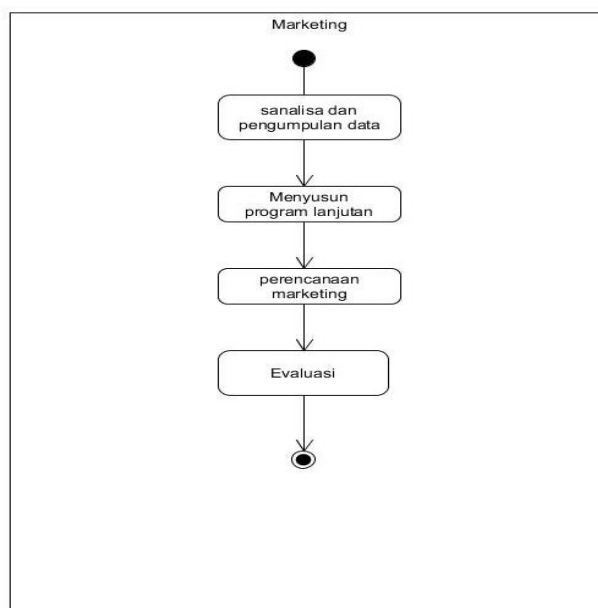 Marketing
sanalisa dan
pengumpulan data
Menyusun
program lanjutan
perencanaan
marketing
Evaluasi